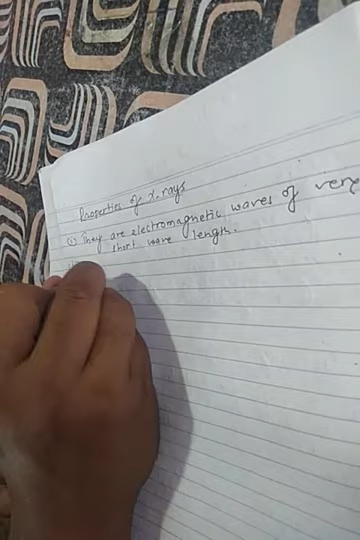 Properties of X.rays
(i) They are electromagnetic waves of very
short wave length.